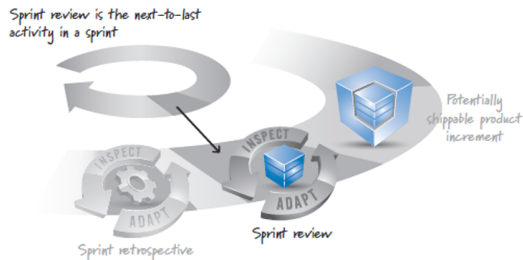 Sprint review is the next-to-last
activity in a sprint
Potentially
shippable product
increment
INSPECT
ADAPT
INSPECT
ADAPT
Sprint review
Sprint retrospective